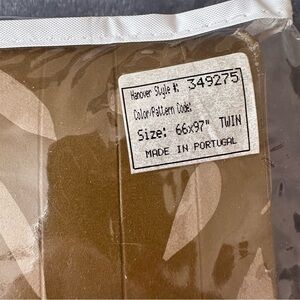 Hanover Style #: 349275
Color/Pattern Code:
Size: 66x97" TWIN
MADE IN PORTUGAL